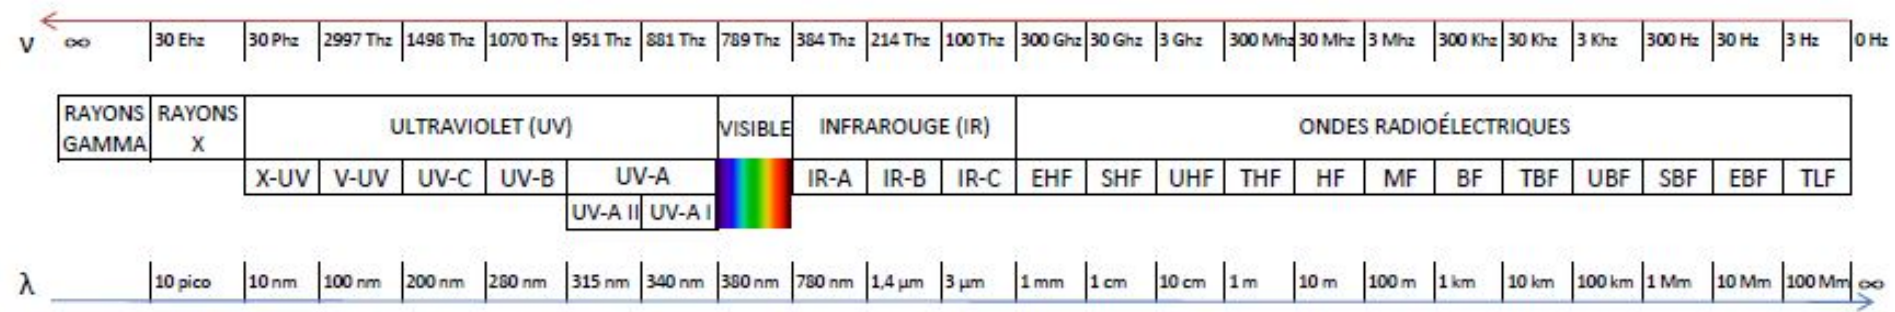 ν ∞ 30 Ehz 30 Phz 2997 Thz 1498 Thz 1070 Thz 951 Thz 881 Thz 789 Thz 384 Thz 214 Thz 100 Thz 300 Ghz 30 Ghz 3 Ghz 300 Mhz 30 Mhz 3 Mhz 300 Khz 30 Khz 3 Khz 300 Hz 30 Hz 3 Hz 0 Hz
RAYONS GAMMA
RAYONS X
ULTRAVIOLET (UV)
VISIBLE
INFRAROUGE (IR)
ONDES RADIOÉLECTRIQUES
X-UV V-UV UV-C UV-B UV-A IR-A IR-B IR-C EHF SHF UHF THF HF MF BF TBF UBF SBF EBF TLF
UV-A II UV-A I
λ 10 pico 10 nm 100 nm 200 nm 280 nm 315 nm 340 nm 380 nm 780 nm 1,4 µm 3 µm 1 mm 1 cm 10 cm 1 m 10 m 100 m 1 km 10 km 100 km 1 Mm 10 Mm 100 Mm ∞